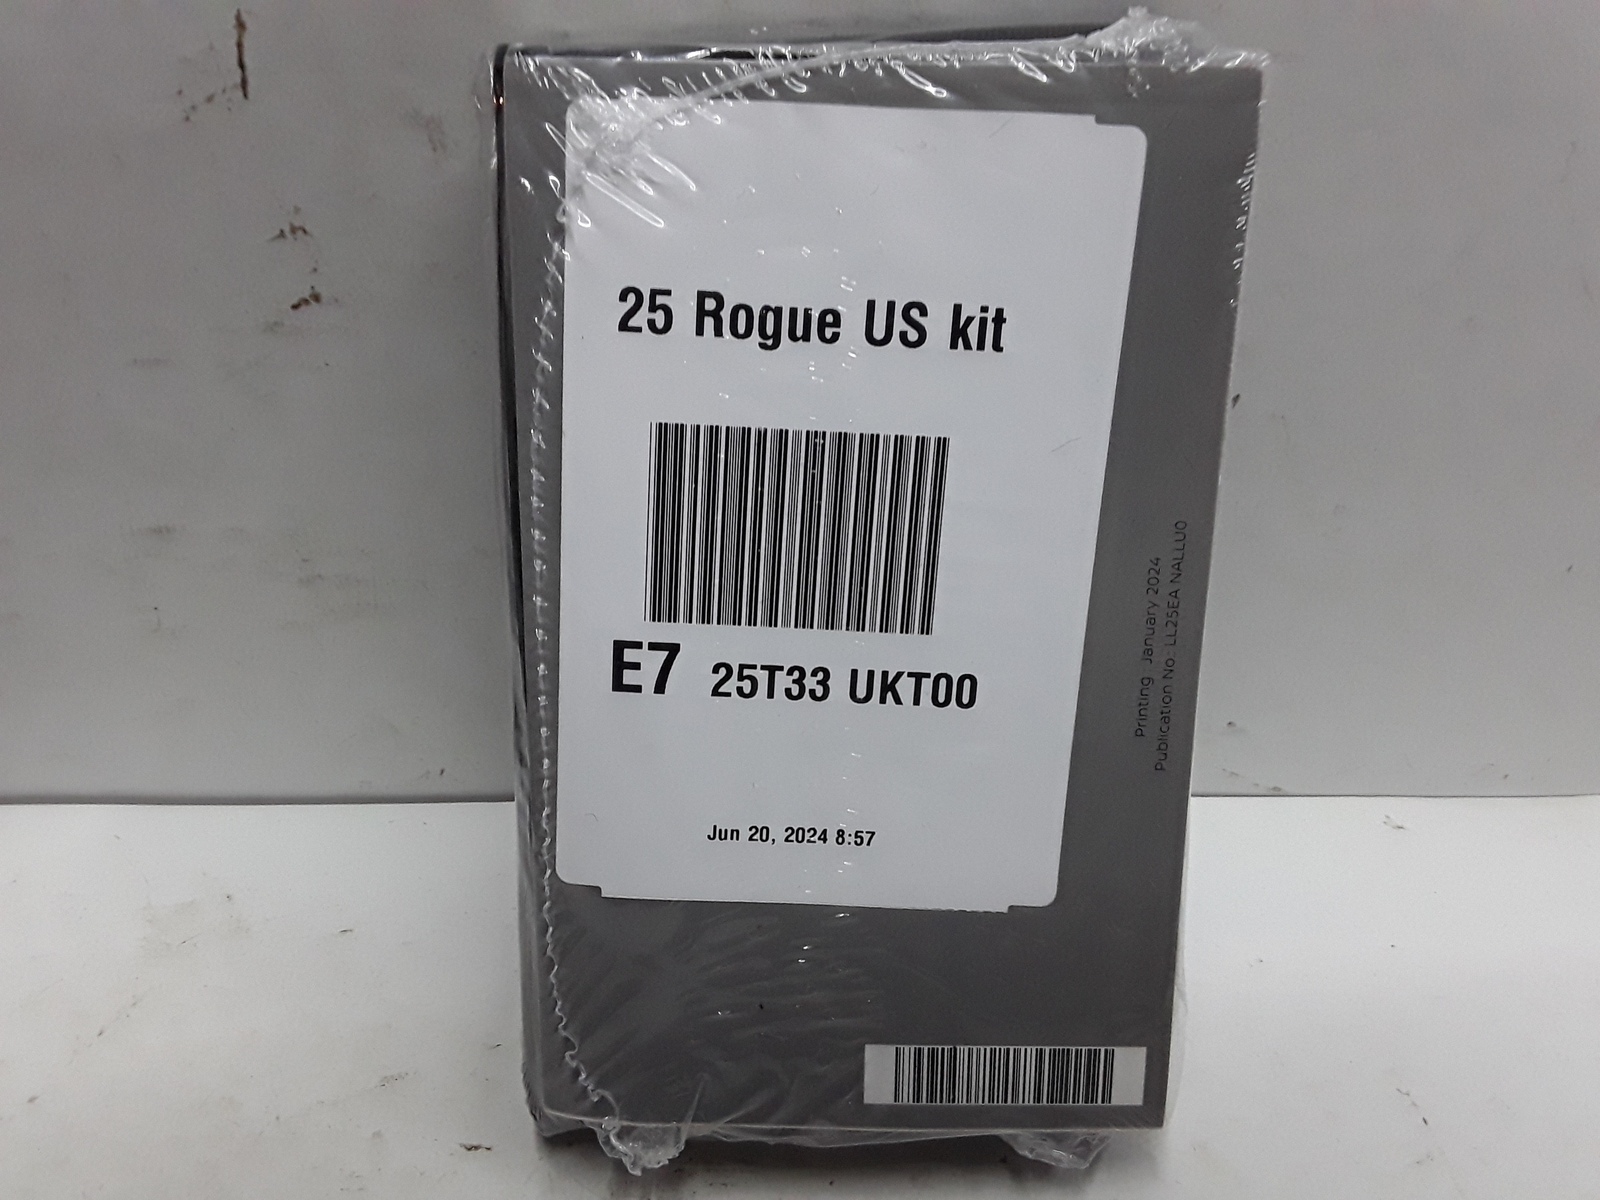 25 Rogue US kit
E7 25T33 UKT00
Jun 20, 2024 8:57
Printing : January 2024
Publication No.: LL25EA NALLU0